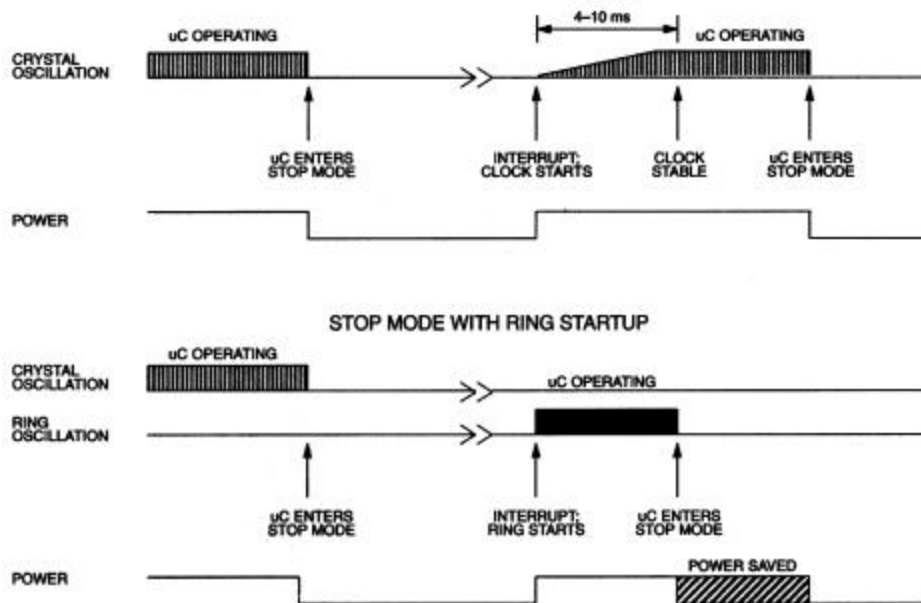 4–10 ms
uC OPERATING
uC OPERATING
CRYSTAL
OSCILLATION
uC ENTERS
STOP MODE
INTERRUPT;
CLOCK STARTS
CLOCK
STABLE
uC ENTERS
STOP MODE
POWER
STOP MODE WITH RING STARTUP
uC OPERATING
CRYSTAL
OSCILLATION
uC OPERATING
RING
OSCILLATION
uC ENTERS
STOP MODE
INTERRUPT;
RING STARTS
uC ENTERS
STOP MODE
POWER SAVED
POWER